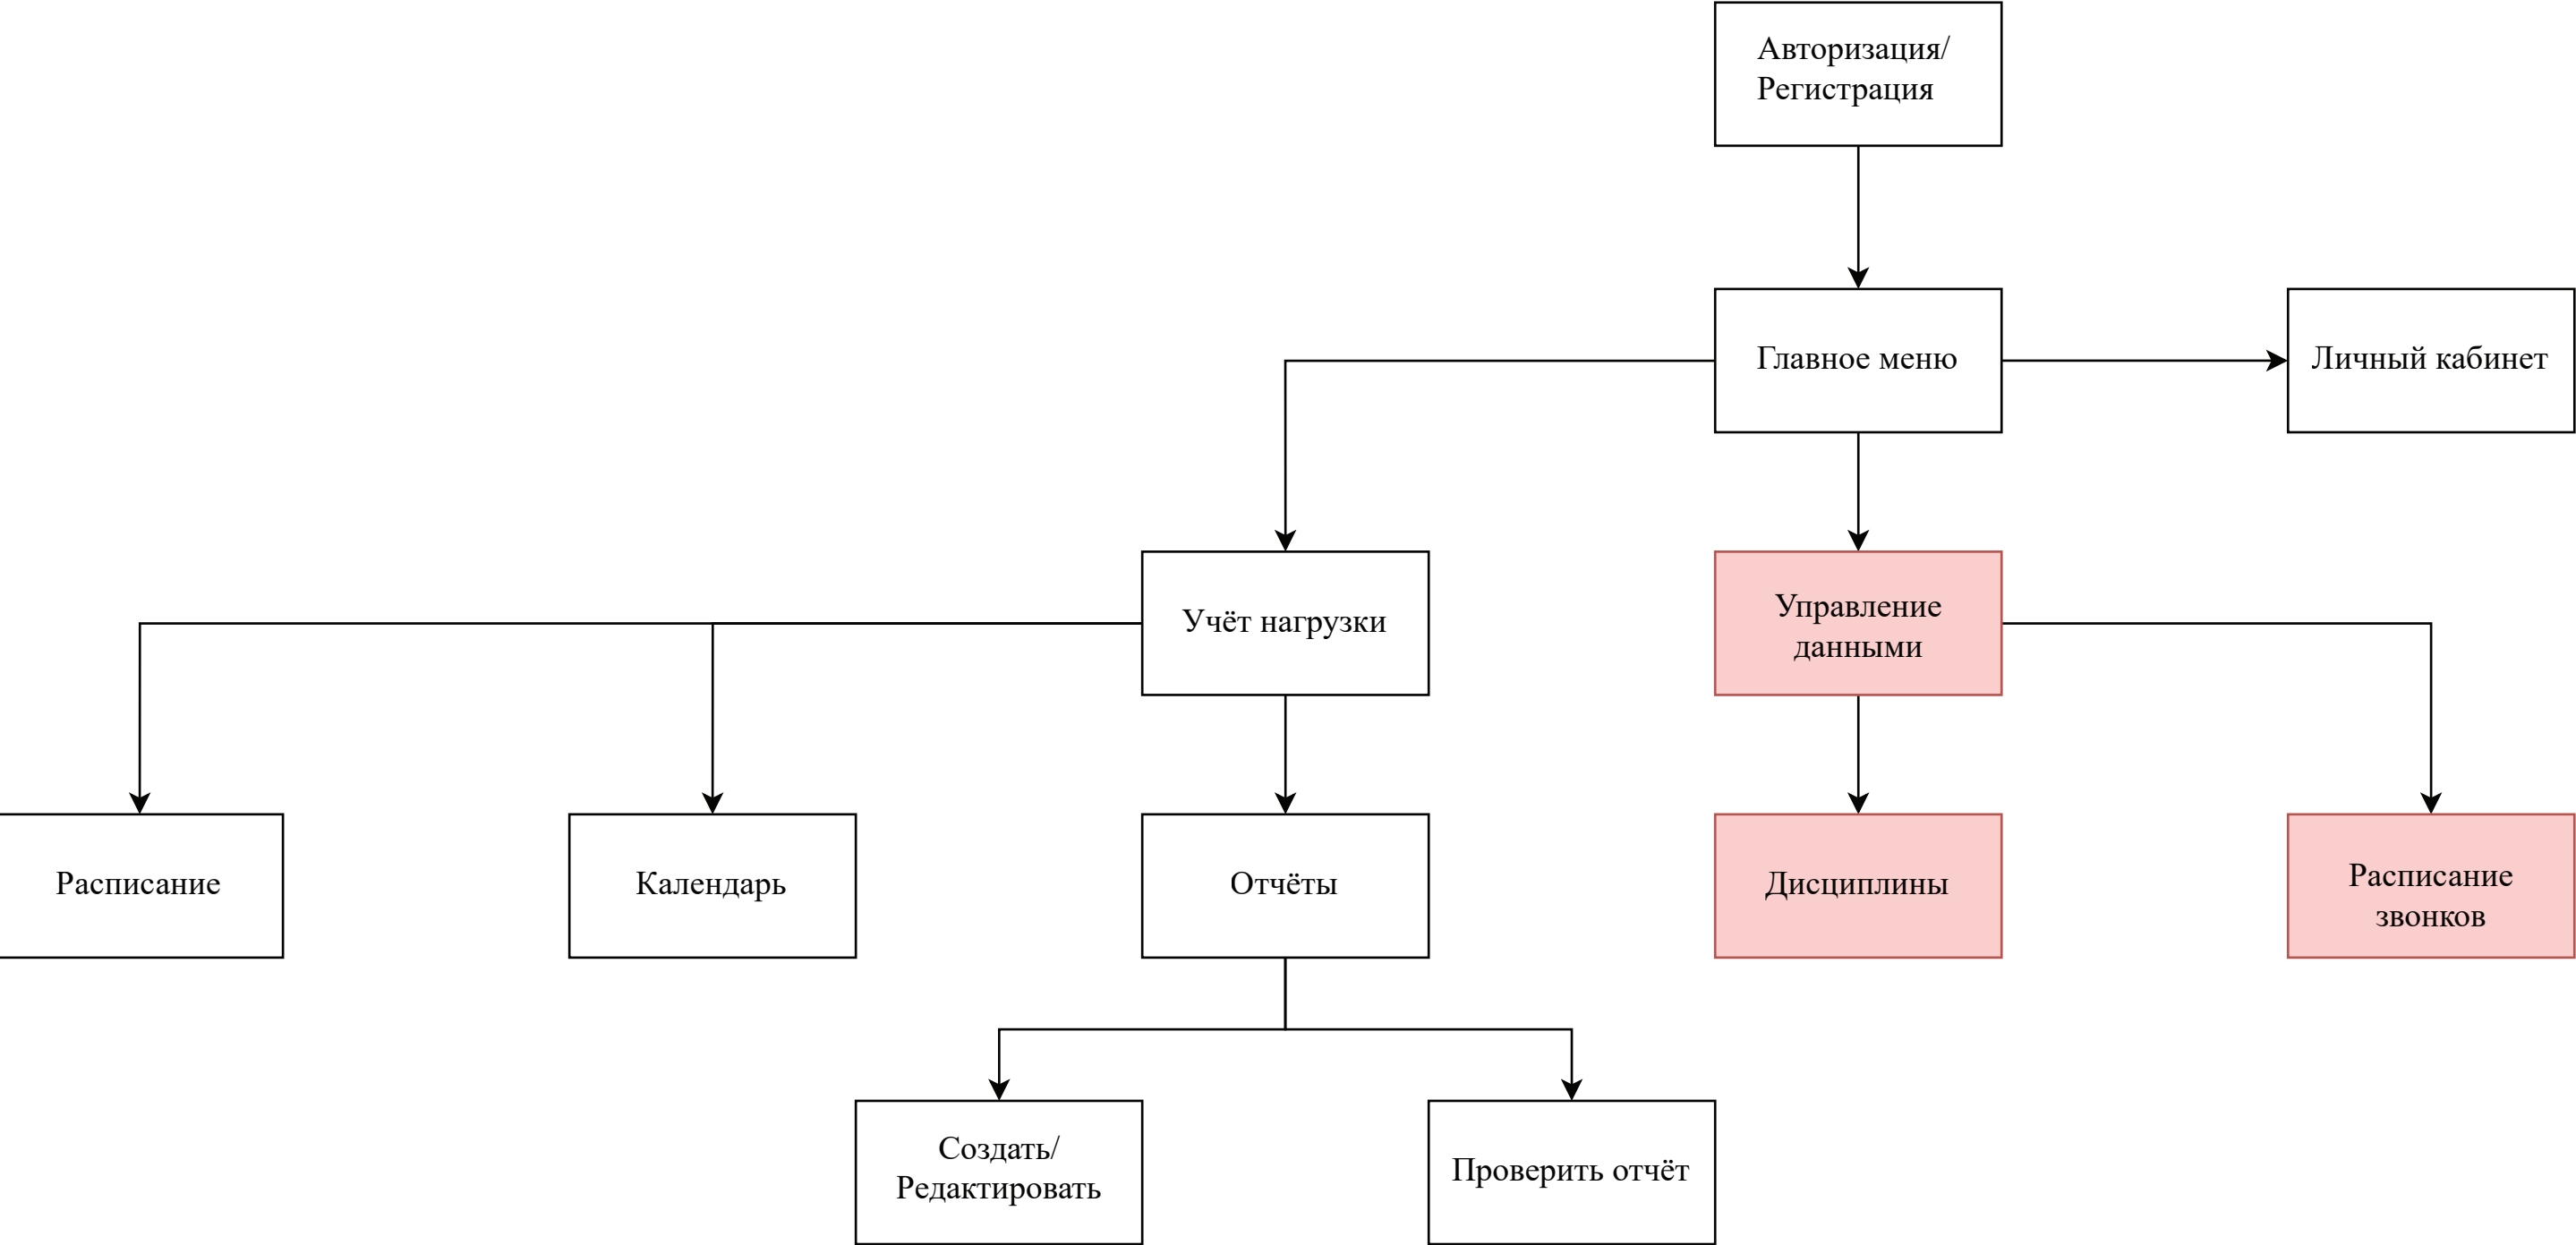 Авторизация/
Регистрация
Главное меню
Личный кабинет
Учёт нагрузки
Управление
данными
Расписание
Календарь
Отчёты
Дисциплины
Расписание
звонков
Создать/
Редактировать
Проверить отчёт